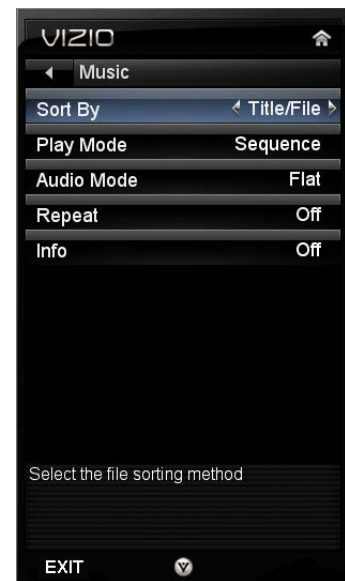 VIZIO
Music
Sort By Title/File
Play Mode Sequence
Audio Mode Flat
Repeat Off
Info Off
Select the file sorting method
EXIT V